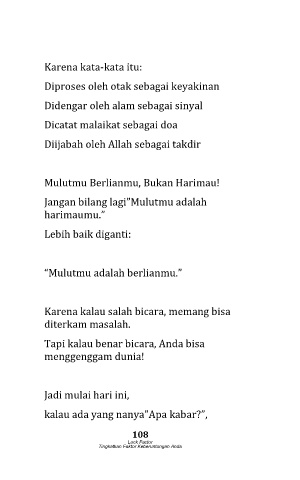 Karena kata-kata itu:
Diproses oleh otak sebagai keyakinan
Didengar oleh alam sebagai sinyal
Dicatat malaikat sebagai doa
Diijabah oleh Allah sebagai takdir
Mulutmu Berlianmu, Bukan Harimau!
Jangan bilang lagi”Mulutmu adalah
harimaumu.”
Lebih baik diganti:
“Mulutmu adalah berlianmu.”
Karena kalau salah bicara, memang bisa
diterkam masalah.
Tapi kalau benar bicara, Anda bisa
menggenggam dunia!
Jadi mulai hari ini,
kalau ada yang nanya”Apa kabar?”,
108
Luck Factor
Tingkatkan Faktor Keberuntungan Anda